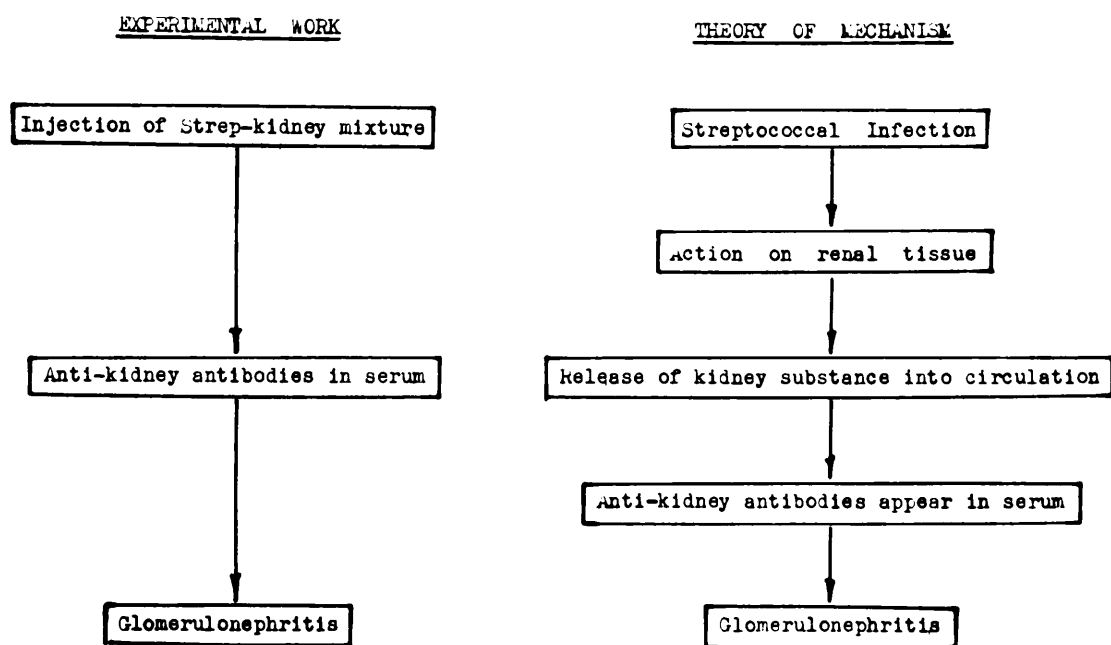 EXPERIMENTAL WORK
Injection of Strep-kidney mixture
Anti-kidney antibodies in serum
Glomerulonephritis
THEORY OF MECHANISM
Streptococcal Infection
Action on renal tissue
Release of kidney substance into circulation
Anti-kidney antibodies appear in serum
Glomerulonephritis